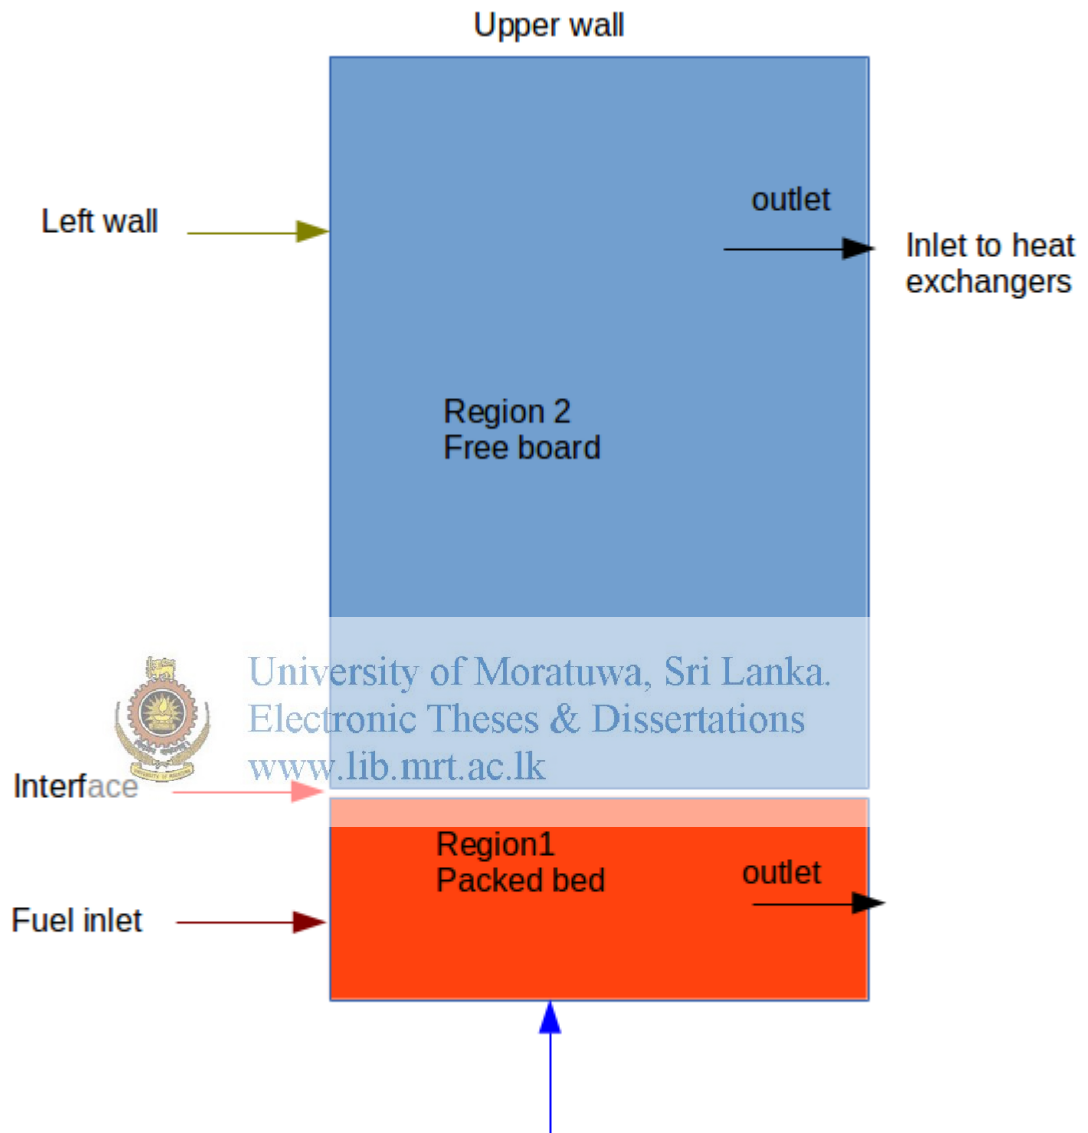 Upper wall
Left wall
outlet
Inlet to heat
exchangers
Region 2
Free board
University of Moratuwa, Sri Lanka.
Electronic Theses & Dissertations
www.lib.mrt.ac.lk
Interface
Region1
Packed bed
outlet
Fuel inlet